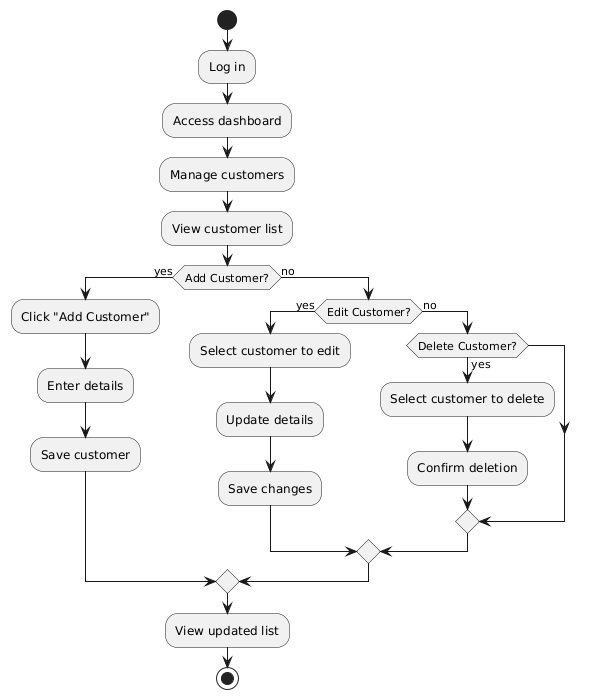 Log in
Access dashboard
Manage customers
View customer list
yes
Add Customer?
no
Click "Add Customer"
Enter details
Save customer
yes
Edit Customer?
no
Select customer to edit
Update details
Save changes
Delete Customer?
yes
Select customer to delete
Confirm deletion
View updated list